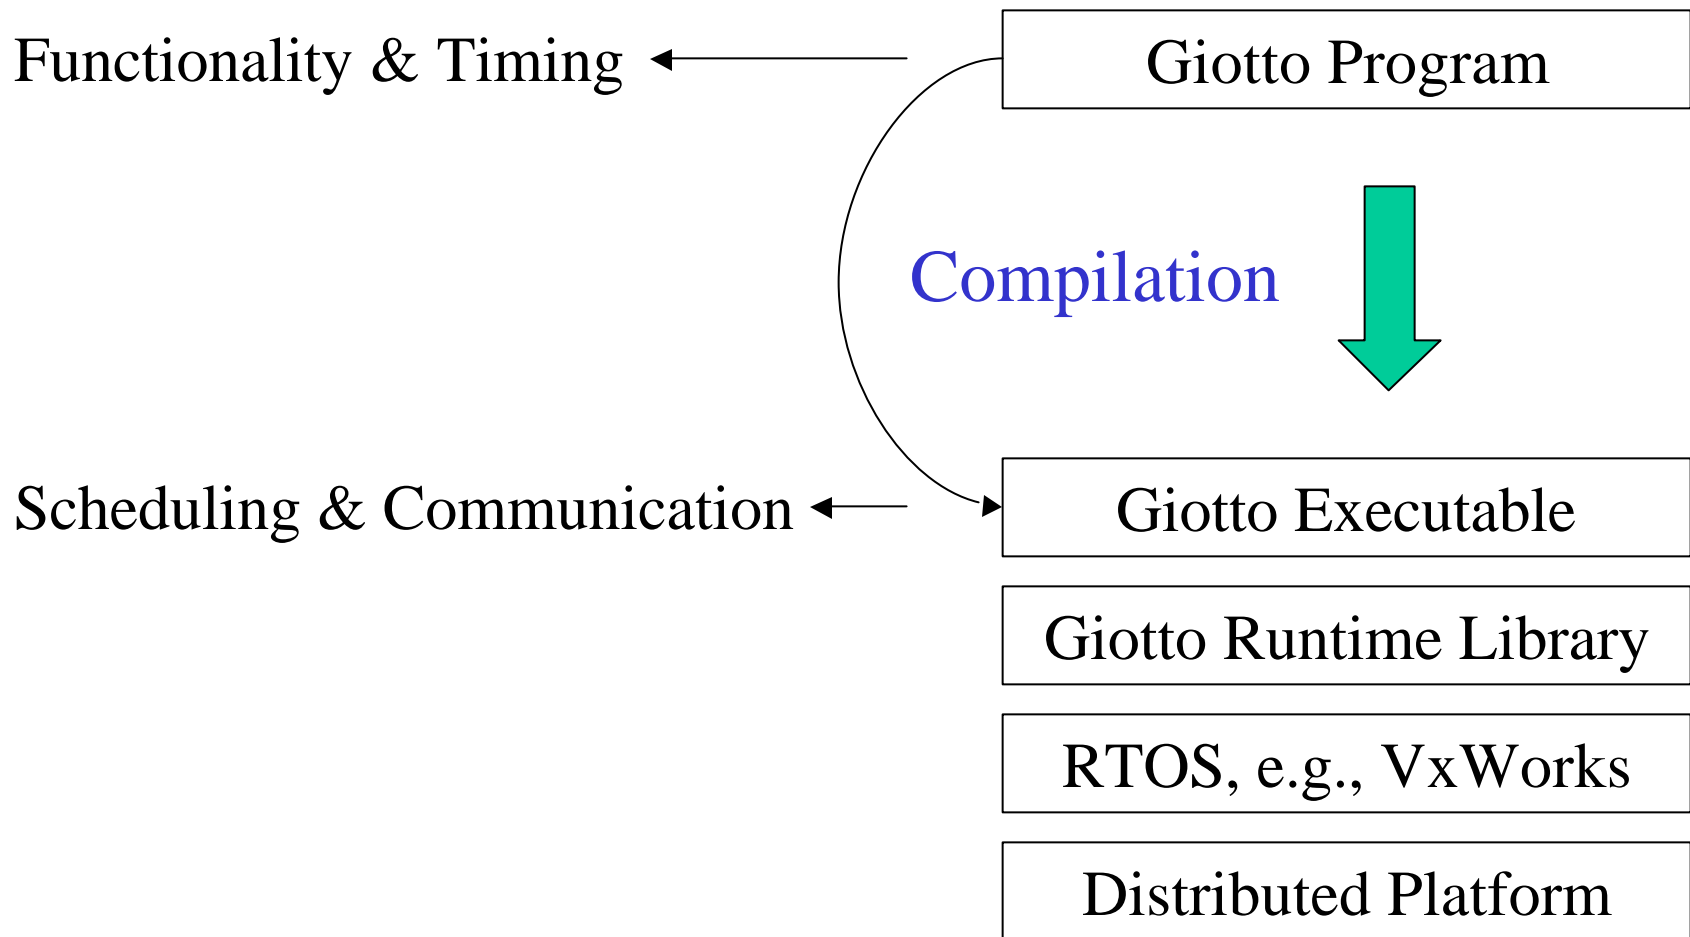 Functionality & Timing
Giotto Program
Compilation
Scheduling & Communication
Giotto Executable
Giotto Runtime Library
RTOS, e.g., VxWorks
Distributed Platform